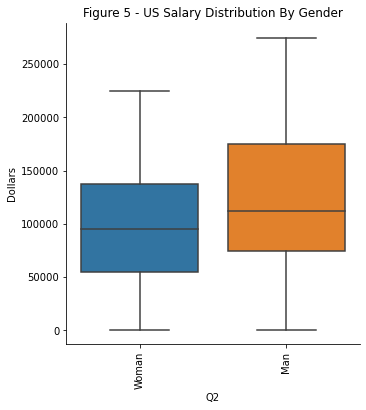 Figure 5 - US Salary Distribution By Gender
250000
200000
150000
100000
50000
0
Dollars
Woman
Man
Q2